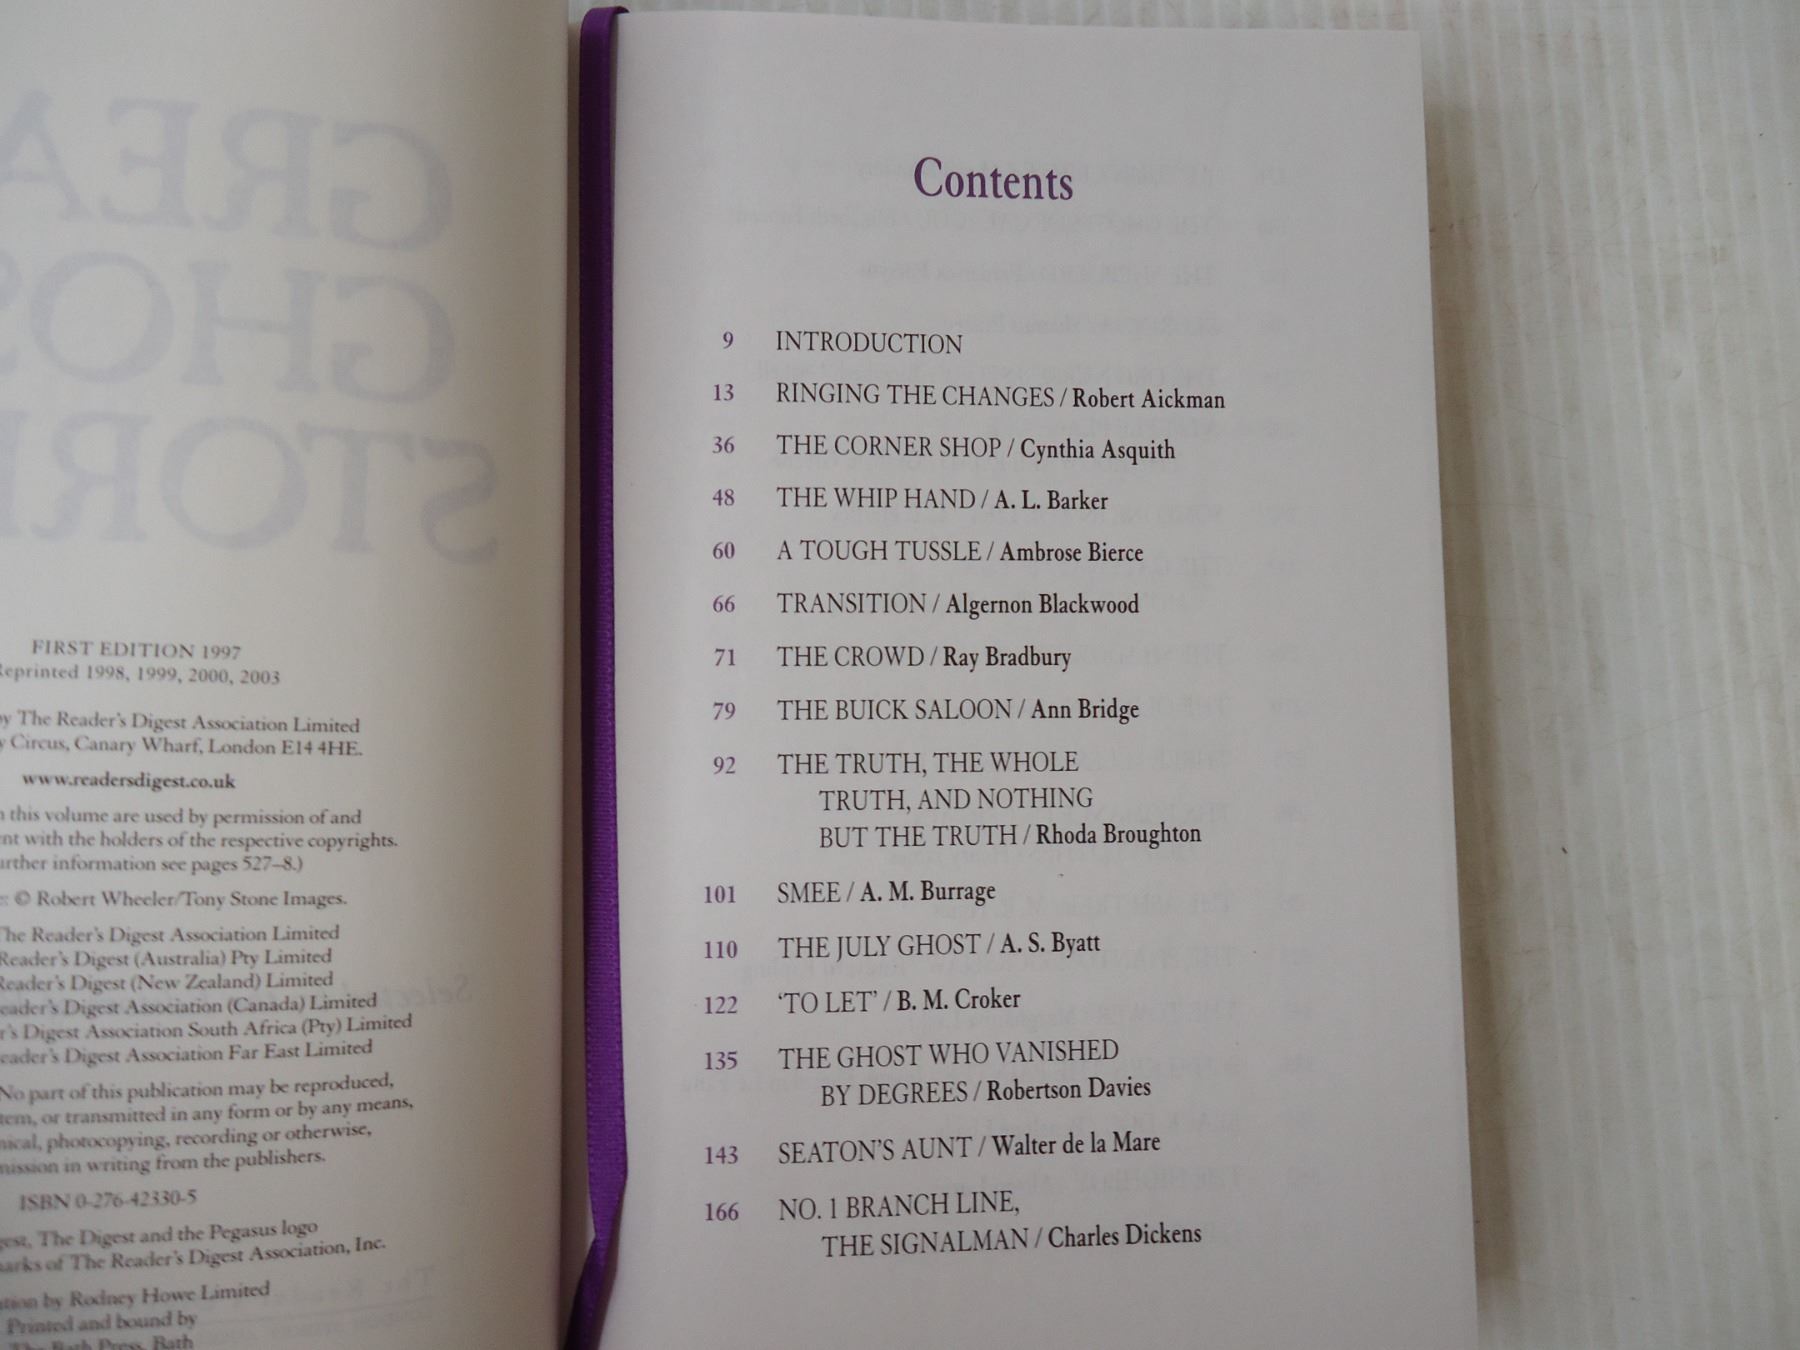 FIRST EDITION 1997
Reprinted 1998, 1999, 2000, 2003
by The Reader's Digest Association Limited
Circus, Canary Wharf, London E14 4HE.
www.readersdigest.co.uk
this volume are used by permission of and
with the holders of the respective copyrights.
further information see pages 527–8.)
© Robert Wheeler/Tony Stone Images.
The Reader's Digest Association Limited
Reader's Digest (Australia) Pty Limited
Reader's Digest (New Zealand) Limited
Reader's Digest Association (Canada) Limited
Digest Association South Africa (Pty) Limited
Reader's Digest Association Far East Limited
No part of this publication may be reproduced,
or transmitted in any form or by any means,
photocopying, recording or otherwise,
in writing from the publishers.
ISBN 0-276-42330-5
The Digest and the Pegasus logo
of The Reader's Digest Association, Inc.
by Rodney Howe Limited
Printed and bound by
The Bath Press, Bath
Contents
9 INTRODUCTION
13 RINGING THE CHANGES / Robert Aickman
36 THE CORNER SHOP / Cynthia Asquith
48 THE WHIP HAND / A. L. Barker
60 A TOUGH TUSSLE / Ambrose Bierce
66 TRANSITION / Algernon Blackwood
71 THE CROWD / Ray Bradbury
79 THE BUICK SALOON / Ann Bridge
92 THE TRUTH, THE WHOLE
TRUTH, AND NOTHING
BUT THE TRUTH / Rhoda Broughton
101 SMEE / A. M. Burrage
110 THE JULY GHOST / A. S. Byatt
122 ‘TO LET’ / B. M. Croker
135 THE GHOST WHO VANISHED
BY DEGREES / Robertson Davies
143 SEATON'S AUNT / Walter de la Mare
166 NO. 1 BRANCH LINE,
THE SIGNALMAN / Charles Dickens